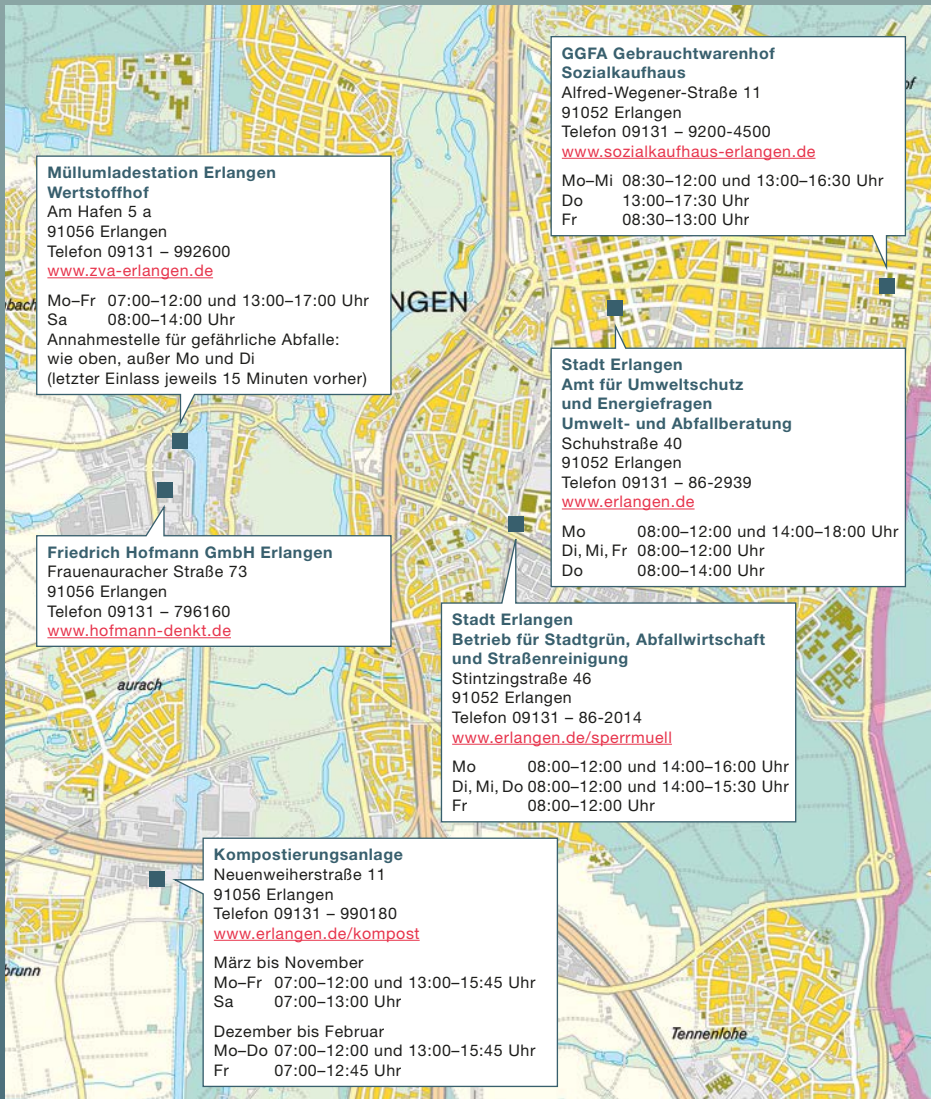 GGFA Gebrauchtwarenhof
Sozialkaufhaus
Alfred-Wegener-Straße 11
91052 Erlangen
Telefon 09131 – 9200-4500
www.sozialkaufhaus-erlangen.de
Mo–Mi 08:30–12:00 und 13:00–16:30 Uhr
Do 13:00–17:30 Uhr
Fr 08:30–13:00 Uhr
of
Müllumladestation Erlangen
Wertstoffhof
Am Hafen 5 a
91056 Erlangen
Telefon 09131 – 992600
www.zva-erlangen.de
Mo–Fr 07:00–12:00 und 13:00–17:00 Uhr
Sa 08:00–14:00 Uhr
Annahmestelle für gefährliche Abfalle:
wie oben, außer Mo und Di
(letzter Einlass jeweils 15 Minuten vorher)
nbach
NGEN
Stadt Erlangen
Amt für Umweltschutz
und Energiefragen
Umwelt- und Abfallberatung
Schuhstraße 40
91052 Erlangen
Telefon 09131 – 86-2939
www.erlangen.de
Mo 08:00–12:00 und 14:00–18:00 Uhr
Di, Mi, Fr 08:00–12:00 Uhr
Do 08:00–14:00 Uhr
Friedrich Hofmann GmbH Erlangen
Frauenauracher Straße 73
91056 Erlangen
Telefon 09131 – 796160
www.hofmann-denkt.de
Stadt Erlangen
Betrieb für Stadtgrün, Abfallwirtschaft
und Straßenreinigung
Stintzingstraße 46
91052 Erlangen
Telefon 09131 – 86-2014
www.erlangen.de/sperrmuell
Mo 08:00–12:00 und 14:00–16:00 Uhr
Di, Mi, Do 08:00–12:00 und 14:00–15:30 Uhr
Fr 08:00–12:00 Uhr
aurach
Kompostierungsanlage
Neuenweiherstraße 11
91056 Erlangen
Telefon 09131 – 990180
www.erlangen.de/kompost
März bis November
Mo–Fr 07:00–12:00 und 13:00–15:45 Uhr
Sa 07:00–13:00 Uhr
Dezember bis Februar
Mo–Do 07:00–12:00 und 13:00–15:45 Uhr
Fr 07:00–12:45 Uhr
brunn
Tennenlohe